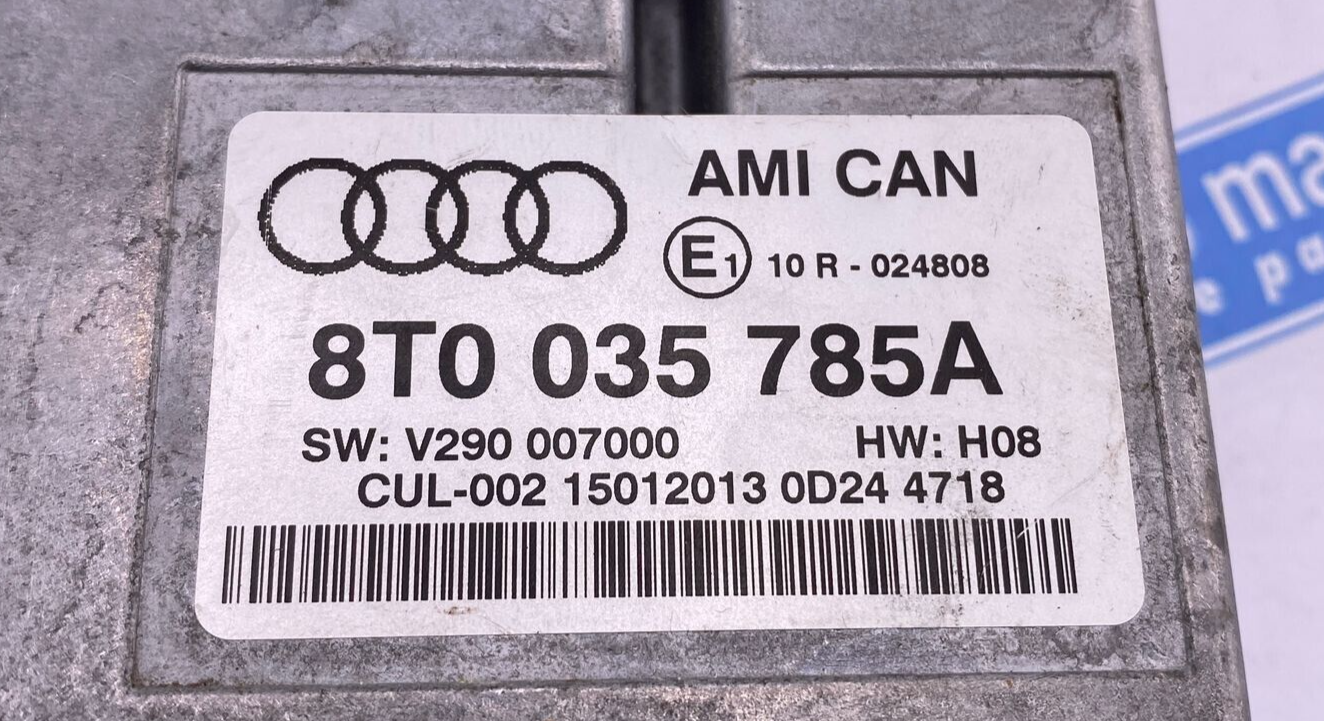 AMI CAN
E1 10 R - 024808
8T0 035 785A
SW: V290 007000 HW: H08
CUL-002 15012013 0D24 4718